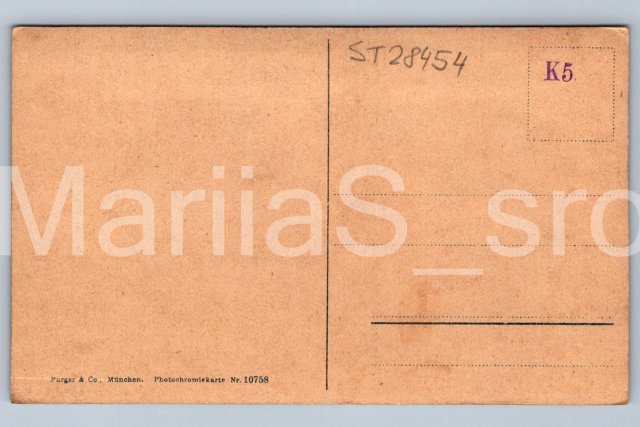 ST28454
K5
MariiaS_sro
Purger & Co., München. Photochromiekarte Nr. 10758